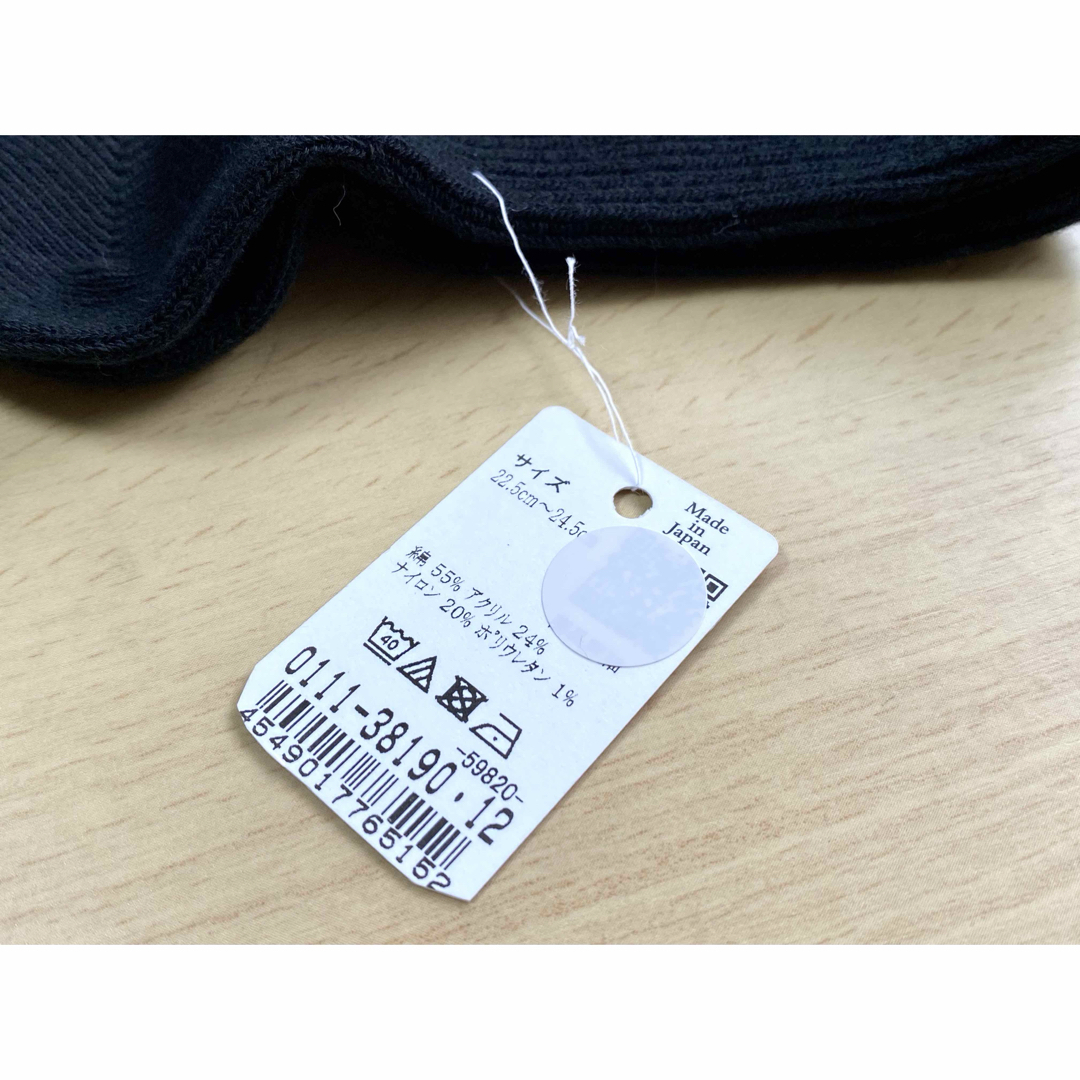 サイズ
22.5cm～24.5c
Made
in
Japan
綿 55% アクリル 24%
ナイロン 20% ポリウレタン 1%
40
0111-38190・12
-59820-
4549017765152